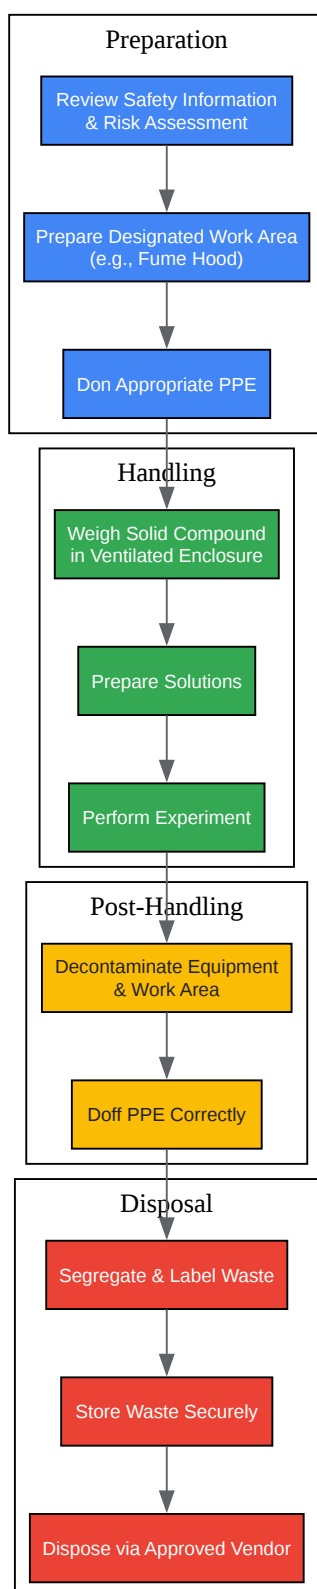 Preparation
Review Safety Information
& Risk Assessment
Prepare Designated Work Area
(e.g., Fume Hood)
Don Appropriate PPE
Handling
Weigh Solid Compound
in Ventilated Enclosure
Prepare Solutions
Perform Experiment
Post-Handling
Decontaminate Equipment
& Work Area
Doff PPE Correctly
Disposal
Segregate & Label Waste
Store Waste Securely
Dispose via Approved Vendor